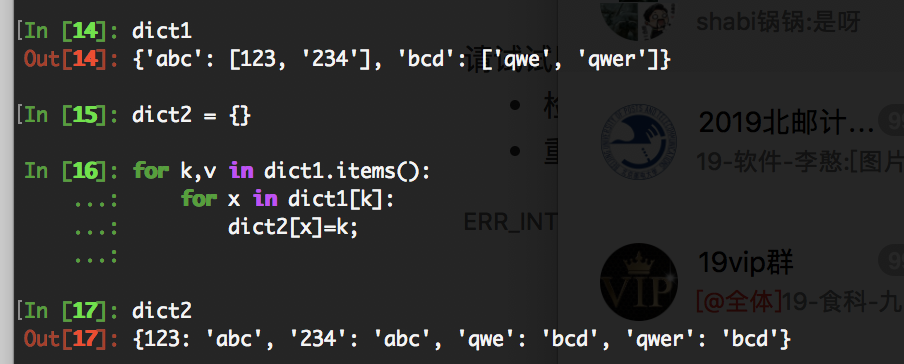 In [14]: dict1
Out[14]: {'abc': [123, '234'], 'bcd': ['qwe', 'qwer']}
In [15]: dict2 = {}
In [16]: for k,v in dict1.items():
...: for x in dict1[k]:
...: dict2[x]=k;
...:
In [17]: dict2
Out[17]: {123: 'abc', '234': 'abc', 'qwe': 'bcd', 'qwer': 'bcd'}
请试试
• 检
• 重
ERR_INT
shabi锅锅:是呀
2019北邮计...
19-软件-李憨:[图片
19vip群
[@全体]19-食科-九
VIP